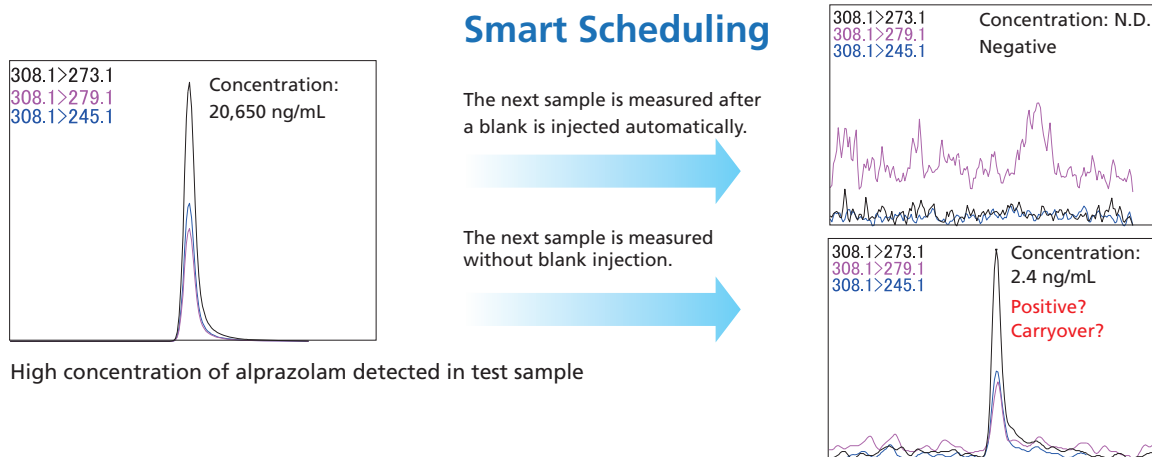 Smart Scheduling
308.1>273.1
308.1>279.1
308.1>245.1
Concentration:
20,650 ng/mL
High concentration of alprazolam detected in test sample
The next sample is measured after
a blank is injected automatically.
The next sample is measured
without blank injection.
308.1>273.1
308.1>279.1
308.1>245.1
Concentration: N.D.
Negative
308.1>273.1
308.1>279.1
308.1>245.1
Concentration:
2.4 ng/mL
Positive?
Carryover?